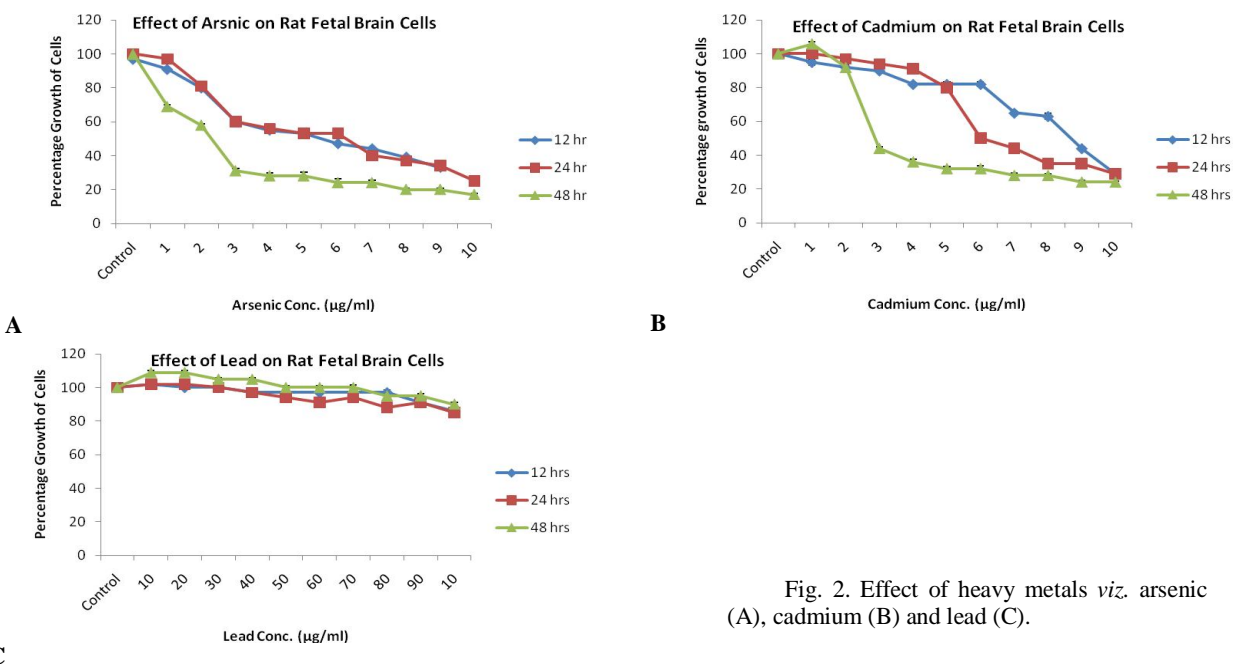 Effect of Arsnic on Rat Fetal Brain Cells
Percentage Growth of Cells
120
100
80
60
40
20
0
Control 1 2 3 4 5 6 7 8 9 10
Arsenic Conc. (µg/ml)
12 hr
24 hr
48 hr
A
Effect of Cadmium on Rat Fetal Brain Cells
Percentage growth of Cells
120
100
80
60
40
20
0
Control 1 2 3 4 5 6 7 8 9 10
Cadmium Conc. (µg/ml)
12 hrs
24 hrs
48 hrs
B
Effect of Lead on Rat Fetal Brain Cells
Percentage Growth of Cells
120
100
80
60
40
20
0
Control 10 20 30 40 50 60 70 80 90 10
Lead Conc. (µg/ml)
12 hrs
24 hrs
48 hrs
C
Fig. 2. Effect of heavy metals viz. arsenic
(A), cadmium (B) and lead (C).